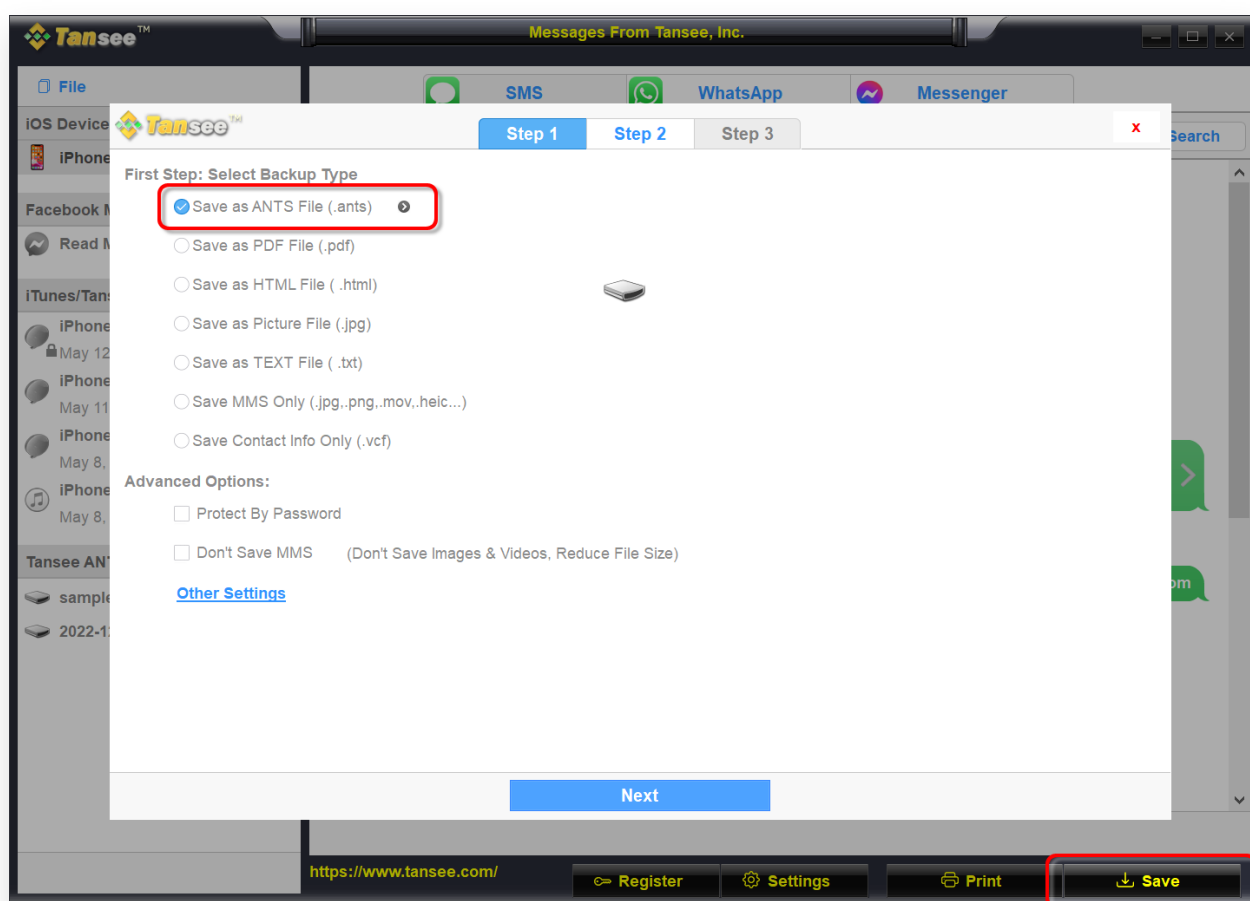 Tansee™
Messages From Tansee, Inc.
File
SMS
WhatsApp
Messenger
iOS Device
Tansee™
Step 1
Step 2
Step 3
x
Search
iPhone
First Step: Select Backup Type
Save as ANTS File (.ants)
Facebook M
Read M
Save as PDF File (.pdf)
Save as HTML File ( .html)
iTunes/Tans
Save as Picture File (.jpg)
iPhone
May 12
Save as TEXT File ( .txt)
iPhone
May 11
Save MMS Only (.jpg,.png,.mov,.heic...)
iPhone
May 8,
Save Contact Info Only (.vcf)
Advanced Options:
iPhone
May 8,
Protect By Password
Don't Save MMS (Don't Save Images & Videos, Reduce File Size)
Tansee AN
sample
om
Other Settings
2022-1
Next
https://www.tansee.com/
Register
Settings
Print
Save